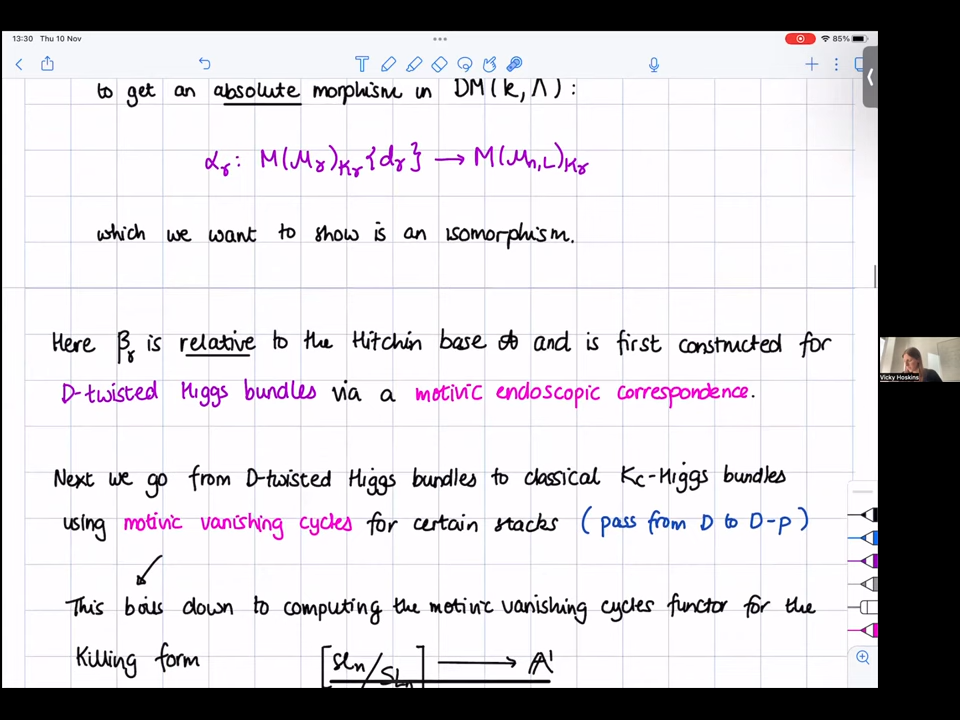 13:30 Thu 10 Nov
85%
to get an absolute morphism in DM(k, Λ):
α_γ: M(M_γ)_{K_γ}{d_γ} → M(M_{n,L})_{K_γ}
which we want to show is an isomorphism.
Here β_γ is relative to the Hitchin base 𝔸 and is first constructed for
D-twisted Higgs bundles via a motivic endoscopic correspondence.
Next we go from D-twisted Higgs bundles to classical K_C-Higgs bundles
using motivic vanishing cycles for certain stacks (pass from D to D-p)
This boils down to computing the motivic vanishing cycles functor for the
Killing form [sl_n/SL_n] → A¹
Vicky Hoskins